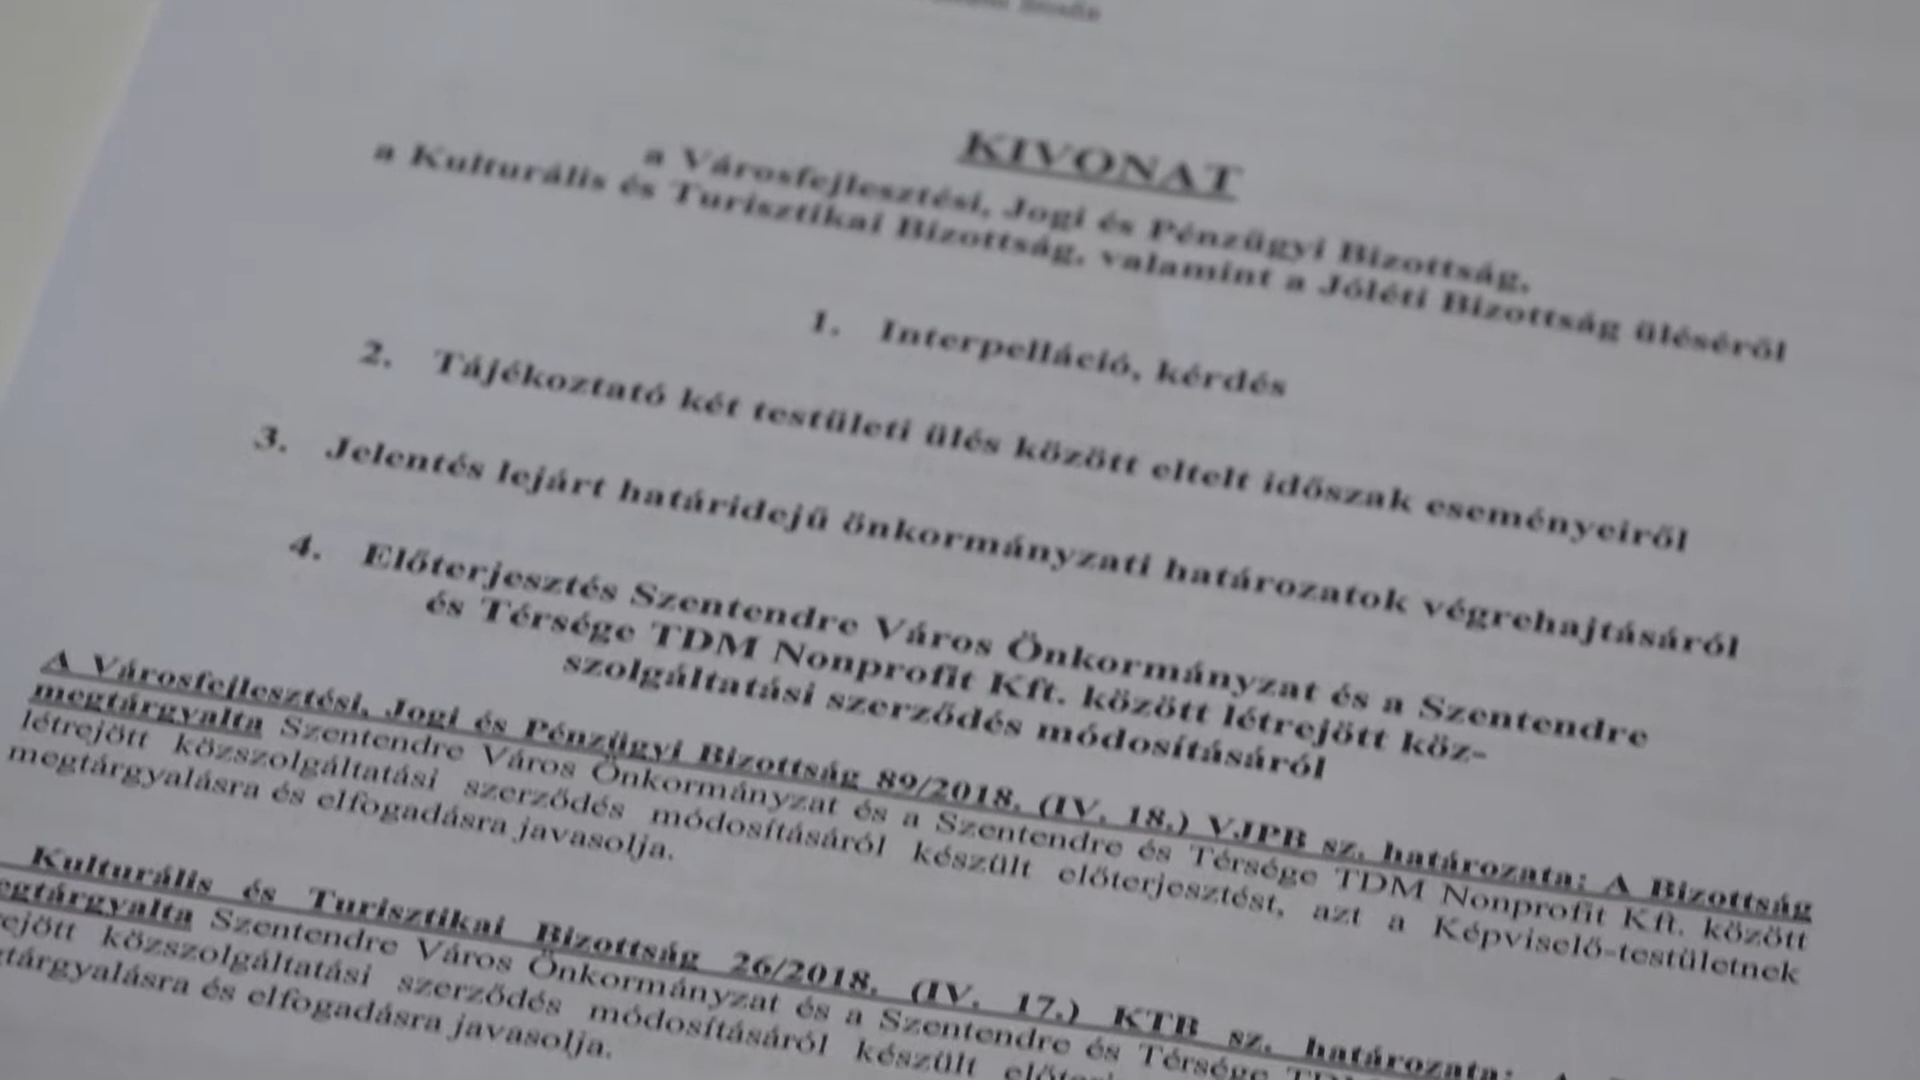 KIVONAT
a Városfejlesztési, Jogi és Pénzügyi Bizottság,
a Kulturális és Turisztikai Bizottság, valamint a Jóléti Bizottság üléséről
1. Interpelláció, kérdés
2. Tájékoztató két testületi ülés között eltelt időszak eseményeiről
3. Jelentés lejárt határidejű önkormányzati határozatok végrehajtásáról
4. Előterjesztés Szentendre Város Önkormányzat és a Szentendre
és Térsége TDM Nonprofit Kft. között létrejött köz-
szolgáltatási szerződés módosításáról
A Városfejlesztési, Jogi és Pénzügyi Bizottság 89/2018. (IV. 18.) VJPB sz. határozata: A Bizottság
megtárgyalta Szentendre Város Önkormányzat és a Szentendre és Térsége TDM Nonprofit Kft. között
létrejött közszolgáltatási szerződés módosításáról készült előterjesztést, azt a Képviselő-testületnek
megtárgyalásra és elfogadásra javasolja.
Kulturális és Turisztikai Bizottság 26/2018. (IV. 17.) KTB sz. határozata: A
egtárgyalta Szentendre Város Önkormányzat és a Szentendre és Térsége TDM
rejött közszolgáltatási szerződés módosításáról készült
gtárgyalásra és elfogadásra javasolja.